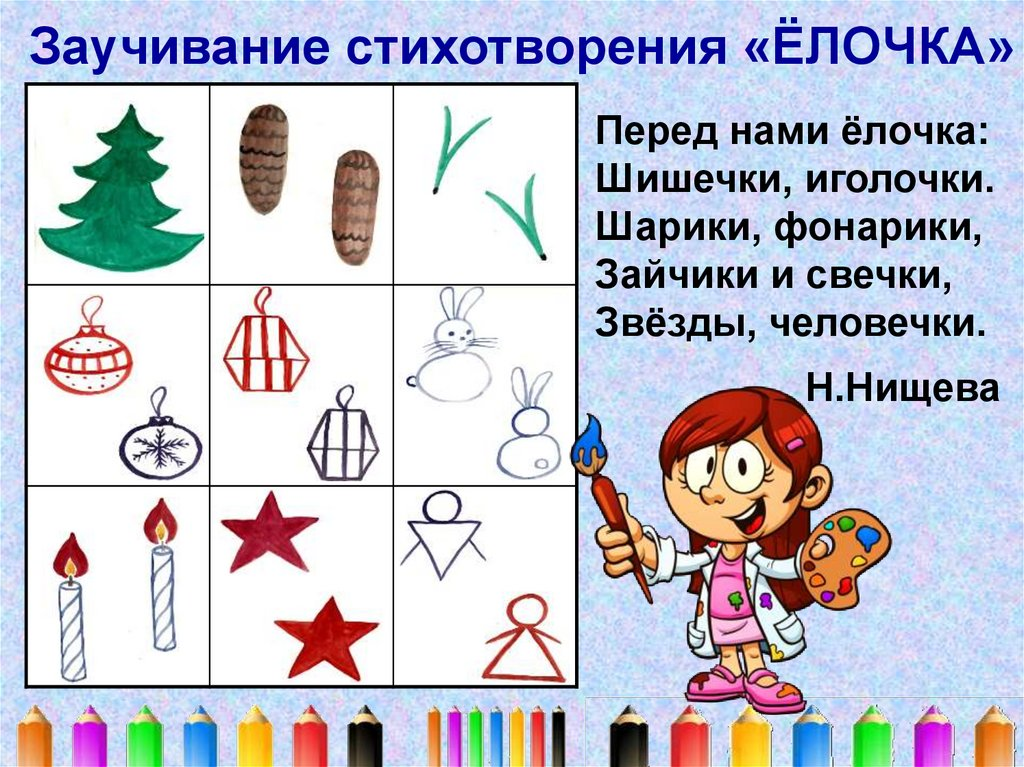 Заучивание стихотворения «ЁЛОЧКА»
Перед нами ёлочка:
Шишечки, иголочки.
Шарики, фонарики,
Зайчики и свечки,
Звёзды, человечки.
Н.Нищева